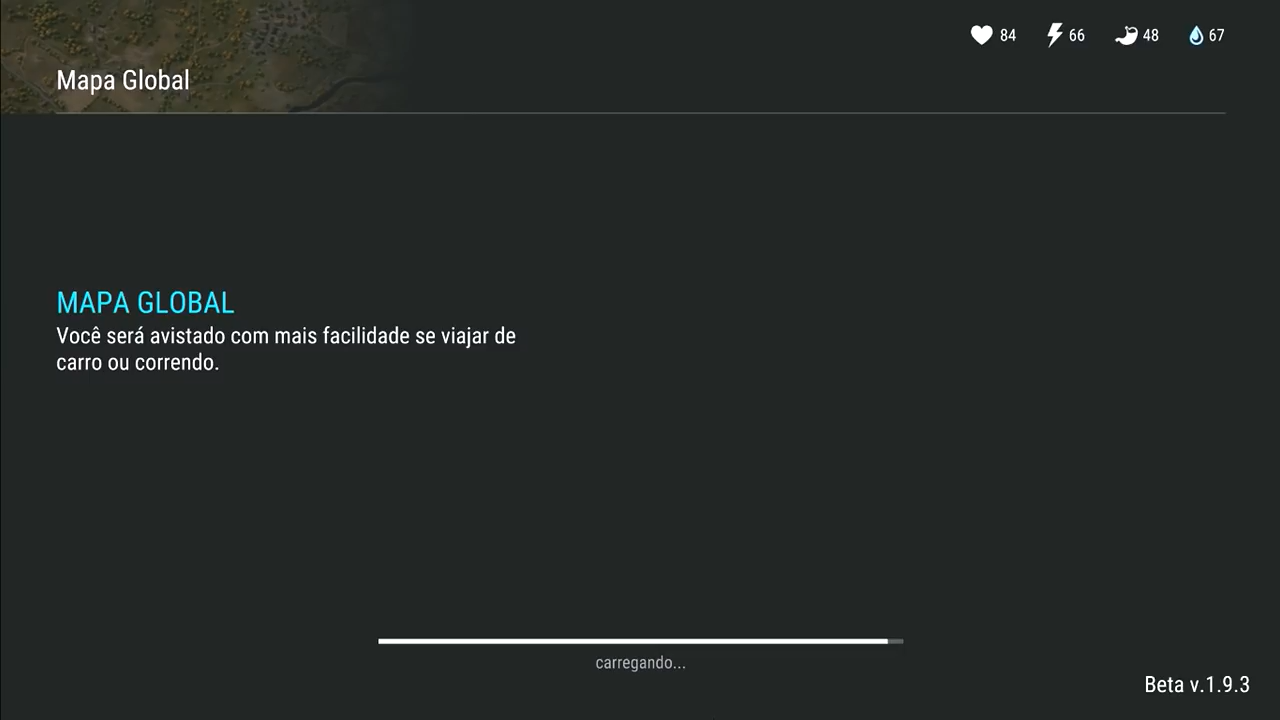 84 66 48 67
Mapa Global
MAPA GLOBAL
Você será avistado com mais facilidade se viajar de
carro ou correndo.
carregando...
Beta v.1.9.3